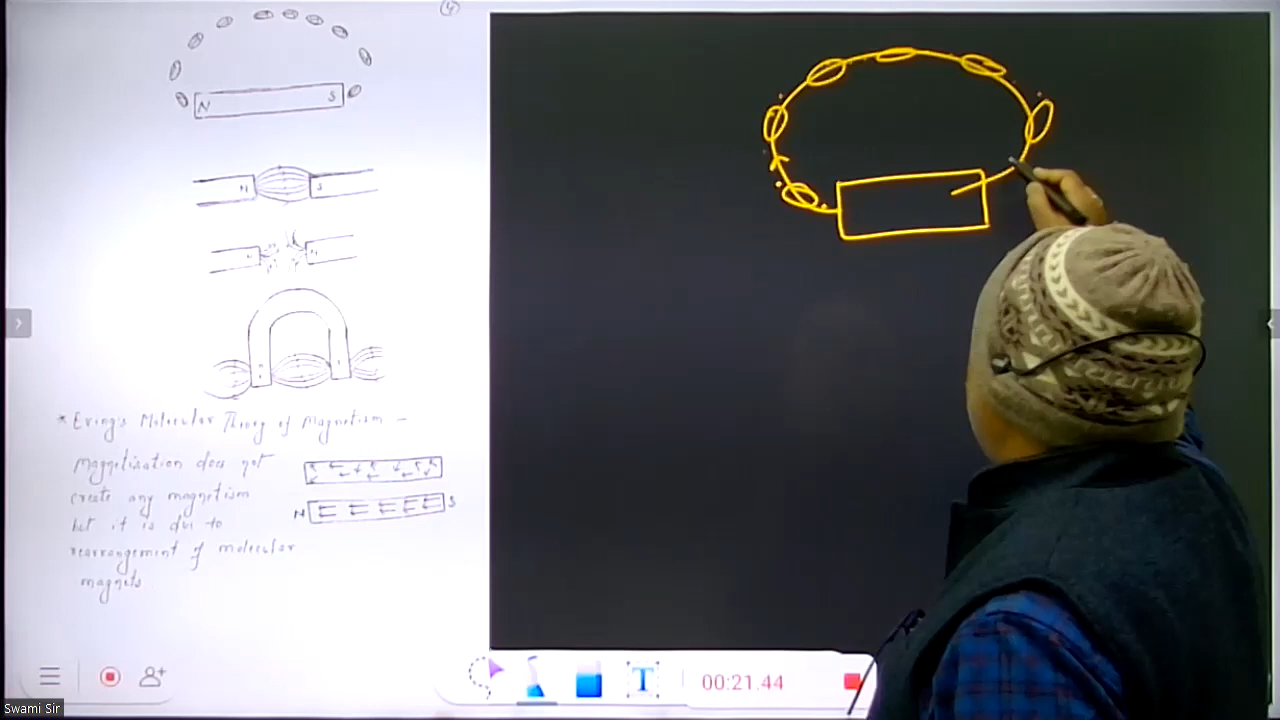 4
N S
N S
* Ewing's Molecular Theory of Magnetism -
Magnetisation does not
create any magnetism
but it is due to
rearrangement of molecular
magnets
N S
T
00:21.44
Swami Sir